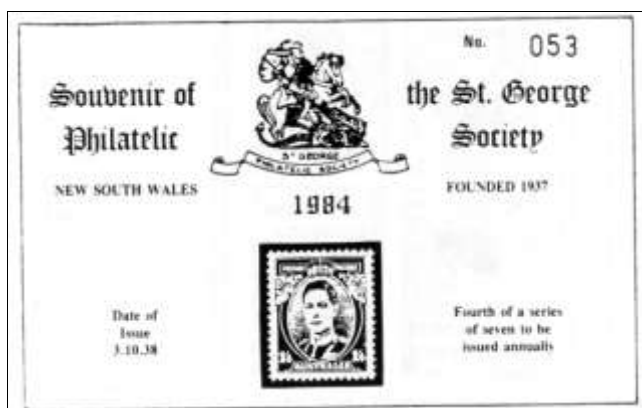 No. 053
Souvenir of the St. George
Philatelic Society
ST GEORGE
PHILATELIC SOCIETY
NEW SOUTH WALES
FOUNDED 1937
1984
Date of
Issue
3.10.38
Fourth of a series
of seven to be
issued annually